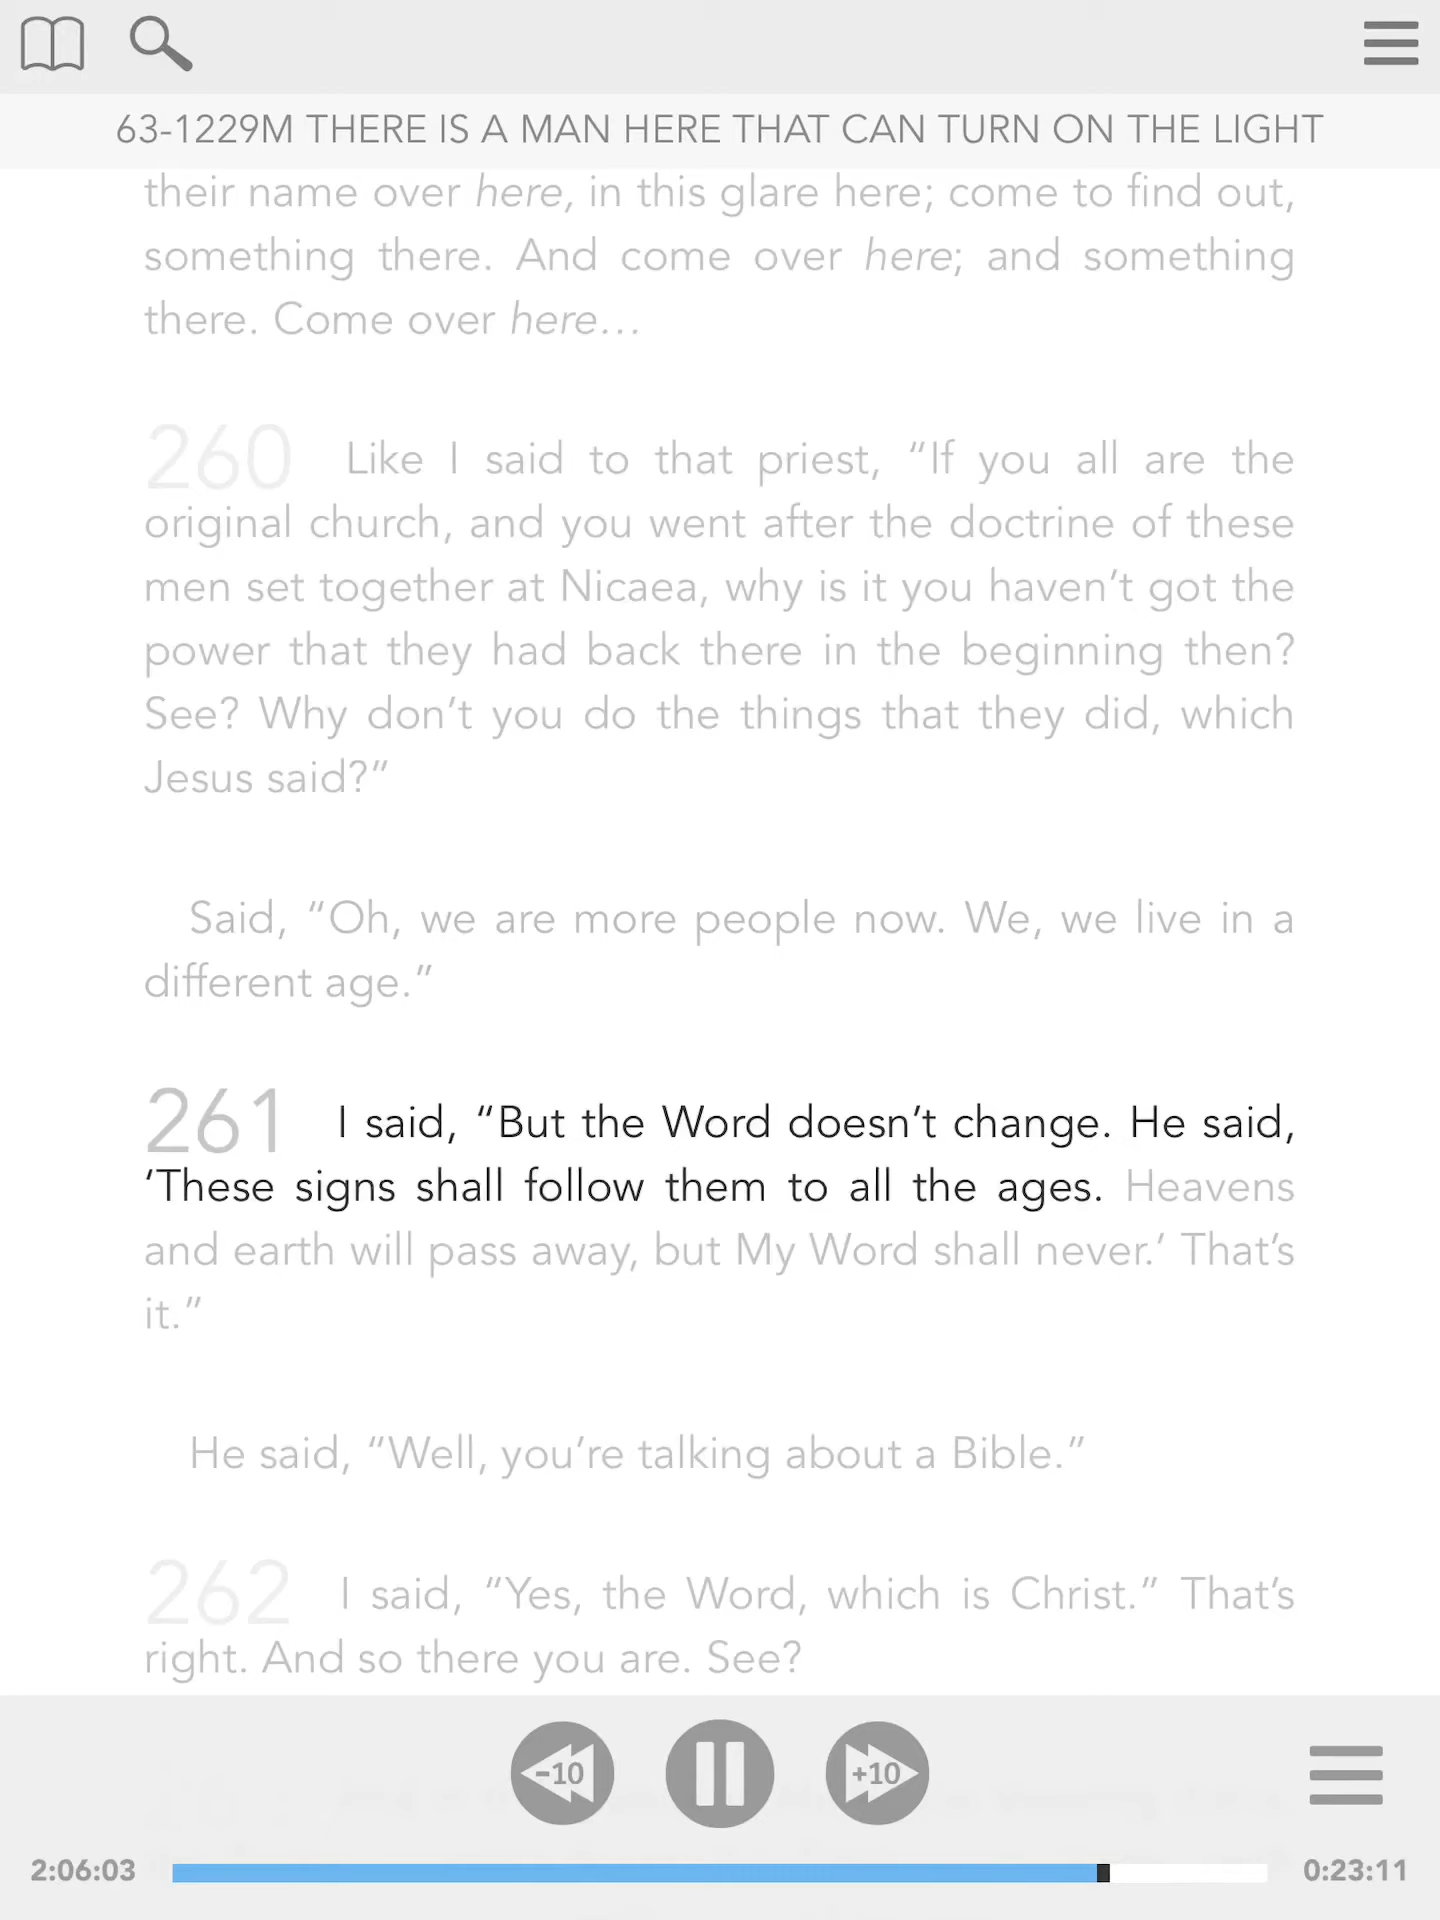 63-1229M THERE IS A MAN HERE THAT CAN TURN ON THE LIGHT
their name over here, in this glare here; come to find out,
something there. And come over here; and something
there. Come over here…
260 Like I said to that priest, “If you all are the
original church, and you went after the doctrine of these
men set together at Nicaea, why is it you haven’t got the
power that they had back there in the beginning then?
See? Why don’t you do the things that they did, which
Jesus said?”
Said, “Oh, we are more people now. We, we live in a
different age.”
261 I said, “But the Word doesn’t change. He said,
‘These signs shall follow them to all the ages. Heavens
and earth will pass away, but My Word shall never.’ That’s
it.”
He said, “Well, you’re talking about a Bible.”
262 I said, “Yes, the Word, which is Christ.” That’s
right. And so there you are. See?
-10 +10
2:06:03 0:23:11